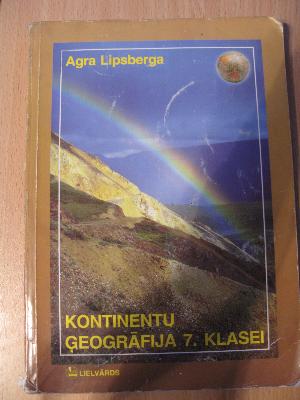 Agra Lipsberga
KONTINENTU
ĢEOGRĀFIJA 7. KLASEI
LIELVĀRDS